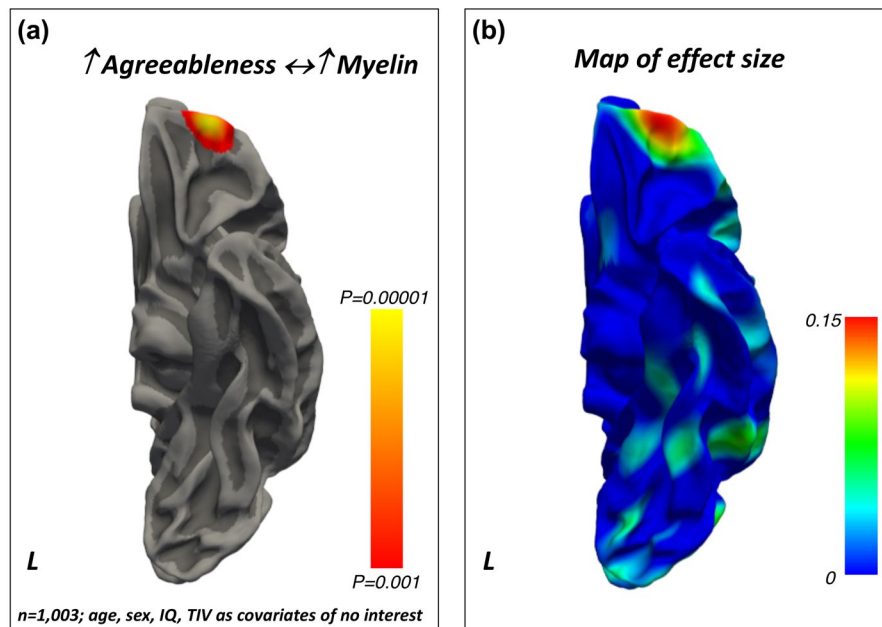 (a)
↑Agreeableness ↔↑Myelin
P=0.00001
P=0.001
L
n=1,003; age, sex, IQ, TIV as covariates of no interest
(b)
Map of effect size
0.15
0
L